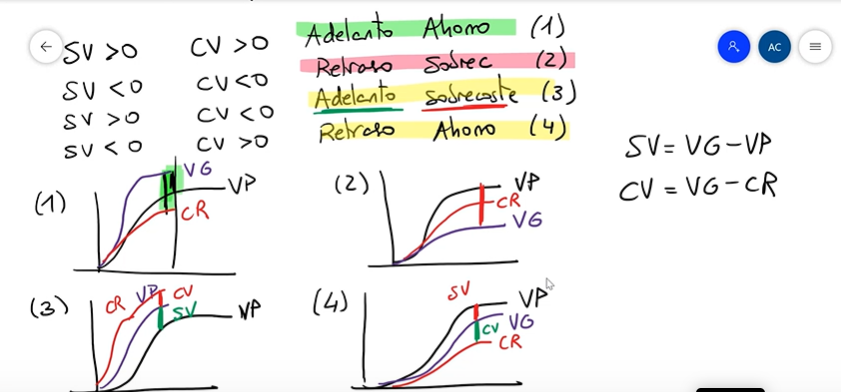 SV >0 CV >0 Adelanto Ahorro (1)
SV <0 CV <0 Retraso Sobrec (2)
SV >0 CV <0 Adelanto sobrecoste (3)
SV <0 CV >0 Retraso Ahorro (4)
AC
SV = VG - VP
CV = VG - CR
(1) VG VP CR
(2) VP CR VG
(3) CR VP CV SV VP
(4) SV VP CV VG CR